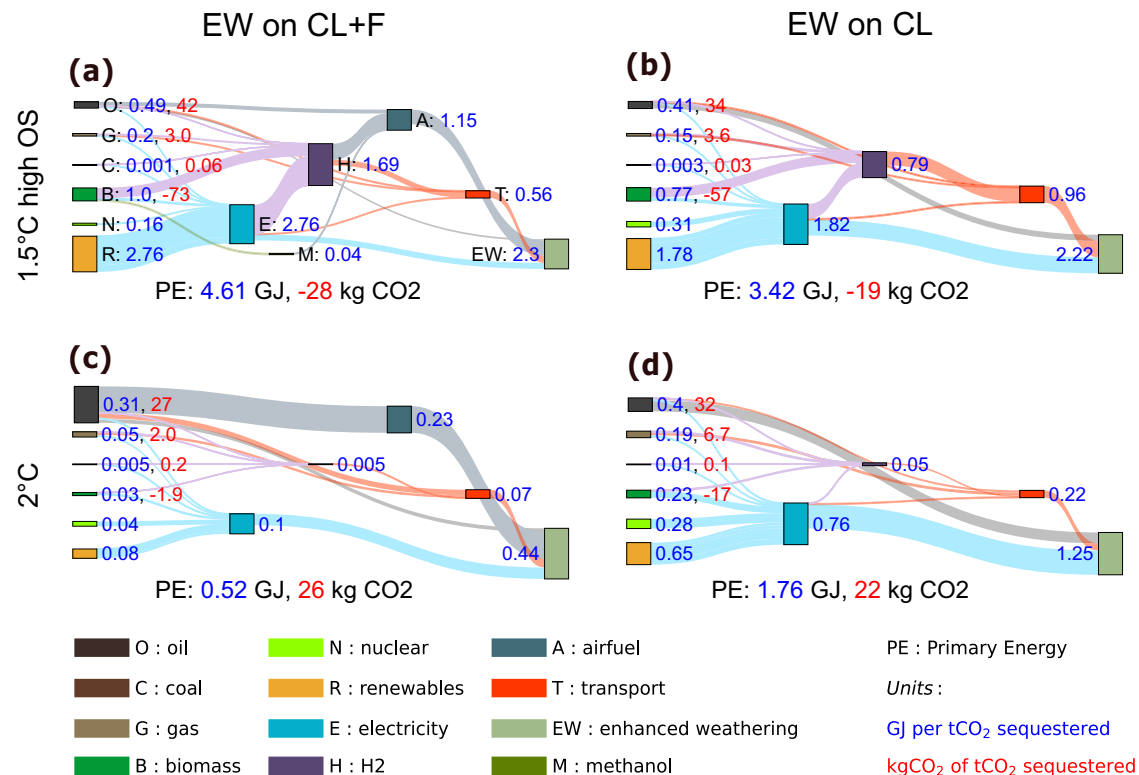 EW on CL+F
EW on CL
1.5°C high OS
(a)
O: 0.49, 42
G: 0.2, 3.0
C: 0.001, 0.06
B: 1.0, -73
N: 0.16
R: 2.76
A: 1.15
H: 1.69
T: 0.56
E: 2.76
M: 0.04
EW: 2.3
PE: 4.61 GJ, -28 kg CO2
(b)
0.41, 34
0.15, 3.6
0.003, 0.03
0.77, -57
0.31
1.78
0.79
0.96
1.82
2.22
PE: 3.42 GJ, -19 kg CO2
2°C
(c)
0.31, 27
0.05, 2.0
0.005, 0.2
0.03, -1.9
0.04
0.08
0.23
0.005
0.07
0.1
0.44
PE: 0.52 GJ, 26 kg CO2
(d)
0.4, 32
0.19, 6.7
0.01, 0.1
0.23, -17
0.28
0.65
0.05
0.22
0.76
1.25
PE: 1.76 GJ, 22 kg CO2
O : oil
C : coal
G : gas
B : biomass
N : nuclear
R : renewables
E : electricity
H : H2
A : airfuel
T : transport
EW : enhanced weathering
M : methanol
PE : Primary Energy
Units :
GJ per tCO₂ sequestered
kgCO₂ of tCO₂ sequestered